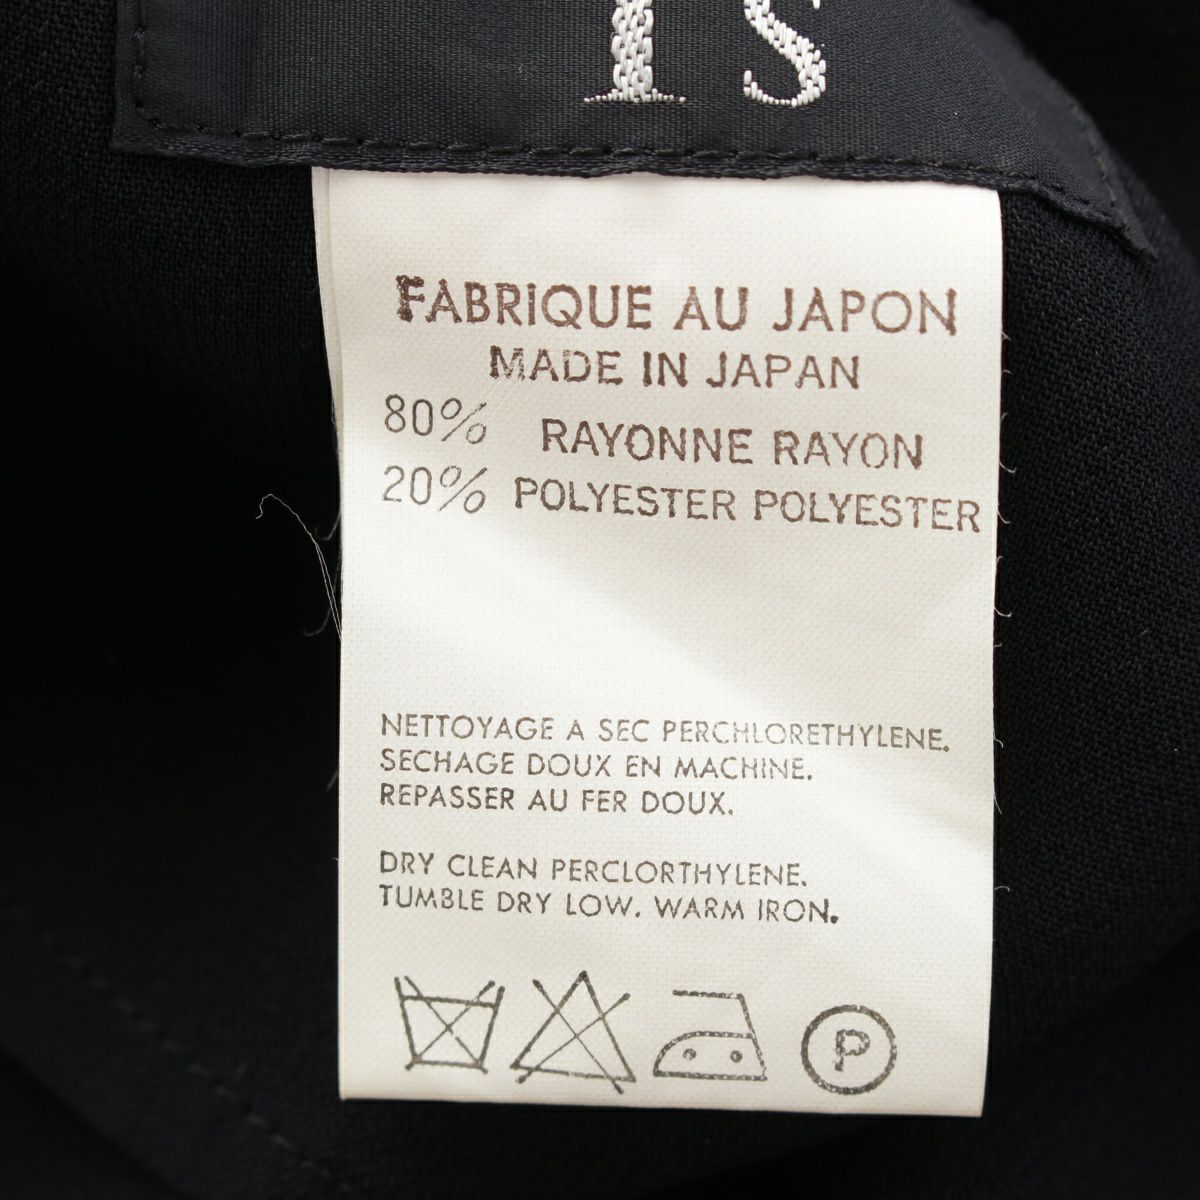 FABRIQUE AU JAPON
MADE IN JAPAN
80% RAYONNE RAYON
20% POLYESTER POLYESTER
NETTOYAGE A SEC PERCHLORETHYLENE.
SECHAGE DOUX EN MACHINE.
REPASSER AU FER DOUX.
DRY CLEAN PERCLORTHYLENE.
TUMBLE DRY LOW. WARM IRON.
P